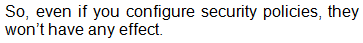 So, even if you configure security policies, they
won't have any effect.